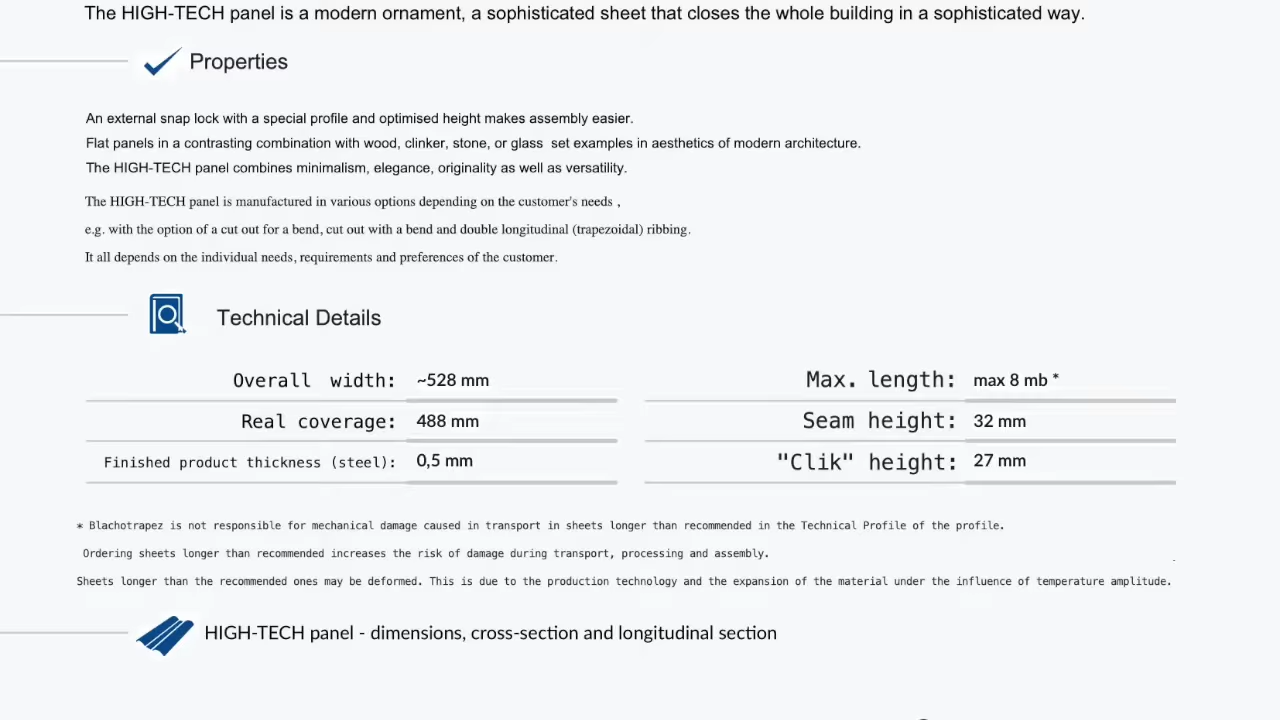 The HIGH-TECH panel is a modern ornament, a sophisticated sheet that closes the whole building in a sophisticated way.
Properties
An external snap lock with a special profile and optimised height makes assembly easier.
Flat panels in a contrasting combination with wood, clinker, stone, or glass set examples in aesthetics of modern architecture.
The HIGH-TECH panel combines minimalism, elegance, originality as well as versatility.
The HIGH-TECH panel is manufactured in various options depending on the customer's needs ,
e.g. with the option of a cut out for a bend, cut out with a bend and double longitudinal (trapezoidal) ribbing.
It all depends on the individual needs, requirements and preferences of the customer.
Technical Details
Overall width: ~528 mm
Max. length: max 8 mb *
Real coverage: 488 mm
Seam height: 32 mm
Finished product thickness (steel): 0,5 mm
"Clik" height: 27 mm
* Blachotrapez is not responsible for mechanical damage caused in transport in sheets longer than recommended in the Technical Profile of the profile.
Ordering sheets longer than recommended increases the risk of damage during transport, processing and assembly.
Sheets longer than the recommended ones may be deformed. This is due to the production technology and the expansion of the material under the influence of temperature amplitude.
HIGH-TECH panel - dimensions, cross-section and longitudinal section